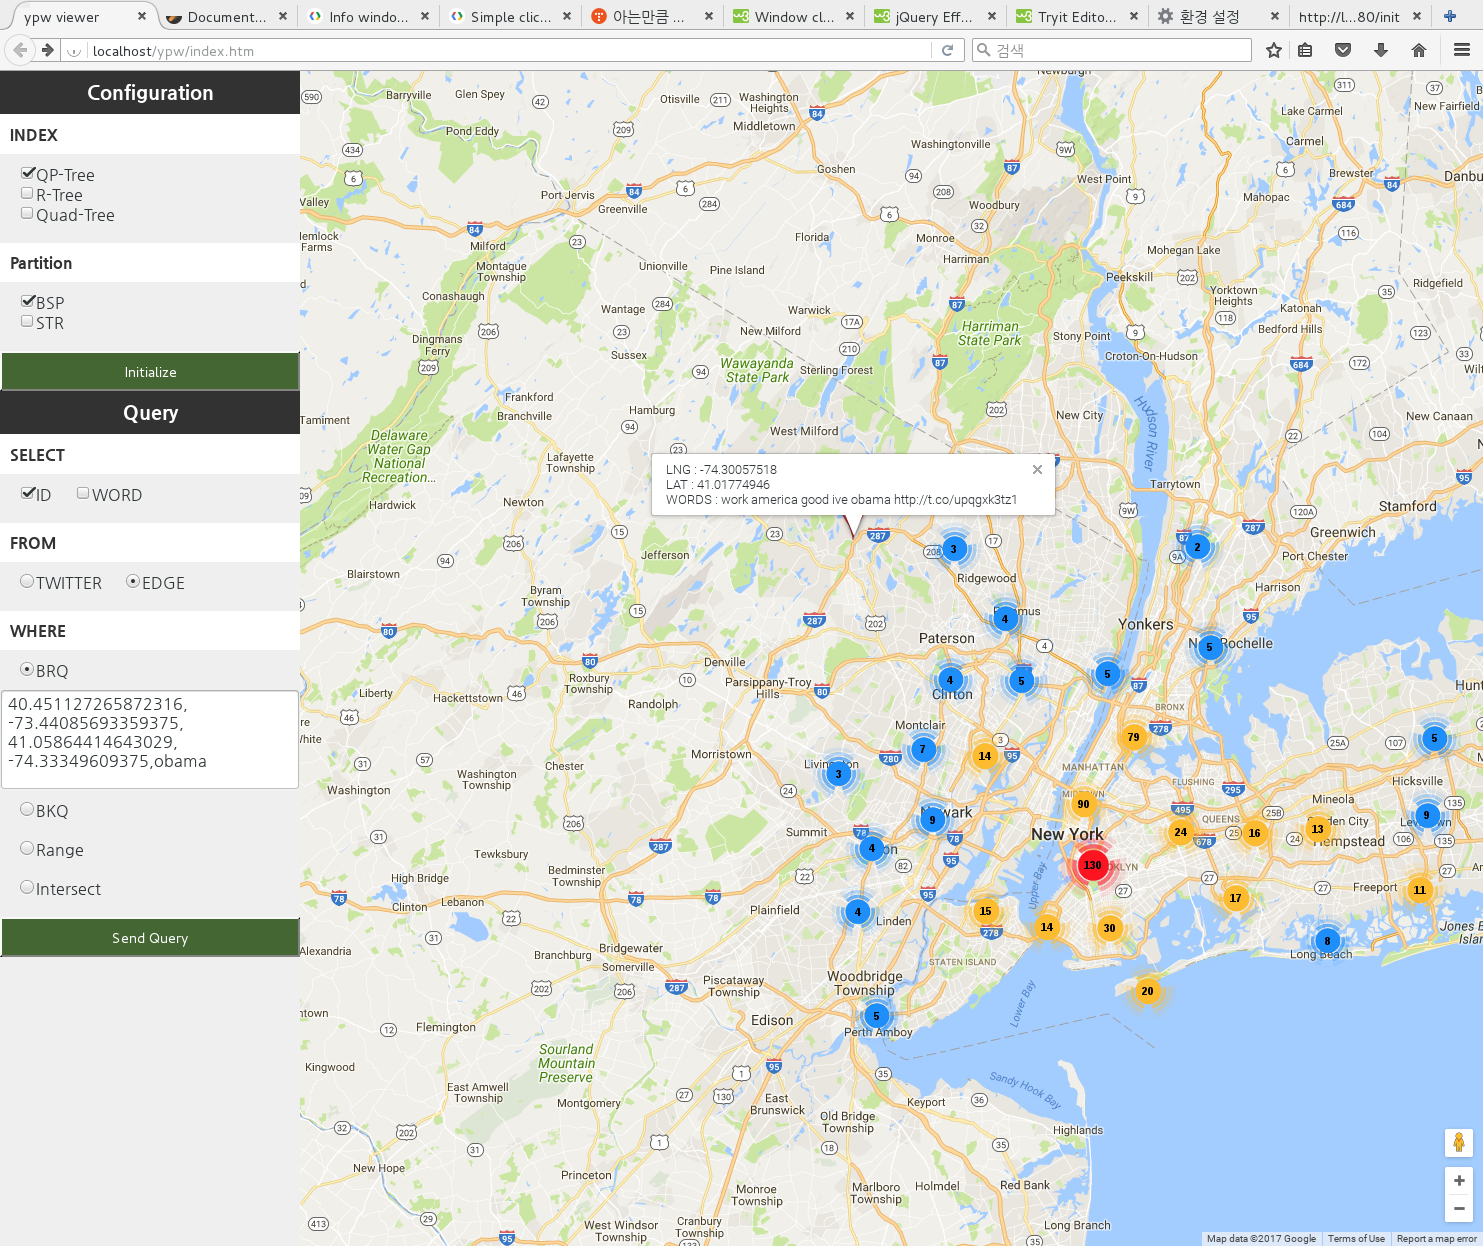 ypw viewer
Document...
Info windo...
Simple clic...
아는만큼 ...
Window cl...
jQuery Eff...
Tryit Edito...
환경 설정
http://l...80/init
localhost/ypw/index.htm
검색
Configuration
INDEX
QP-Tree
R-Tree
Quad-Tree
Partition
BSP
STR
Initialize
Query
SELECT
ID WORD
FROM
TWITTER EDGE
WHERE
BRQ
40.451127265872316,
-73.44085693359375,
41.05864414643029,
-74.33349609375,obama
BKQ
Range
Intersect
Send Query
LNG : -74.30057518
LAT : 41.01774946
WORDS : work america good ive obama http://t.co/upqgxk3tz1
Barryville
Glen Spey
Otisville
Washington
Heights
Middletown
Newburgh
Lake Carmel
New Fairfield
Pond Eddy
Washingtonville
Carmel
Goshen
West Point
Brewster
Danbu
Port Jervis
Greenville
Woodbury
Mahopac
Valley
Florida
Monroe
Harriman
Mohegan Lake
Milford
Montague
Township
Unionville
Pine Island
Peekskill
Yorktown
Heights
Ridgefield
Conashaugh
Wantage
Warwick
Katonah
Bedford Hills
New Milford
Harriman
State Park
Stony Point
Dingmans
Ferry
Sussex
Wawayanda
State Park
Sterling Forest
Croton-On-Hudson
Frankford
Branchville
Hamburg
New City
Hudson River
New Canaan
Tamiment
West Milford
Delaware
Water Gap
National
Recreation...
Lafayette
Township
Newton
Hardwick
Tarrytown
Stamford
Greenwich
Port Chester
Jefferson
Blairstown
Byram
Township
Ridgewood
Harrison
Yonkers
Paterson
Rochelle
Denville
Roxbury
Township
Parsippany-Troy
Hills
Clifton
Liberty
Hackettstown
Randolph
Montclair
BRONX
Morristown
Livingston
MANHATTAN
Hicksville
Washington
Washington
Township
Chester
FLUSHING
Mineola
Newark
QUEENS
Garden City
Hempstead
Summit
New York
Tewksbury
Bedminster
Township
High Bridge
Clinton
Lebanon
Plainfield
Linden
Upper Bay
Freeport
Alexandria
Bridgewater
Branchburg
Somerville
STATEN ISLAND
Long Beach
Jones B
Piscataway
Township
Woodbridge
Township
Lower Bay
Flemington
Edison
Perth Amboy
Kingwood
Sourland
Mountain
Preserve
East Amwell
Township
Sandy Hook Bay
Montgomery
East
Brunswick
Old Bridge
Township
Keyport
Highlands
New Hope
Princeton
Monroe
Township
Marlboro
Township
Holmdel
Red Bank
West Windsor
Township
Cranbury
Township
Long Branch
3
2
4
5
4
5
5
79
7
14
3
5
90
9
24
16
13
9
4
130
4
15
14
30
17
11
8
20
5
Map data ©2017 Google
Terms of Use
Report a map error